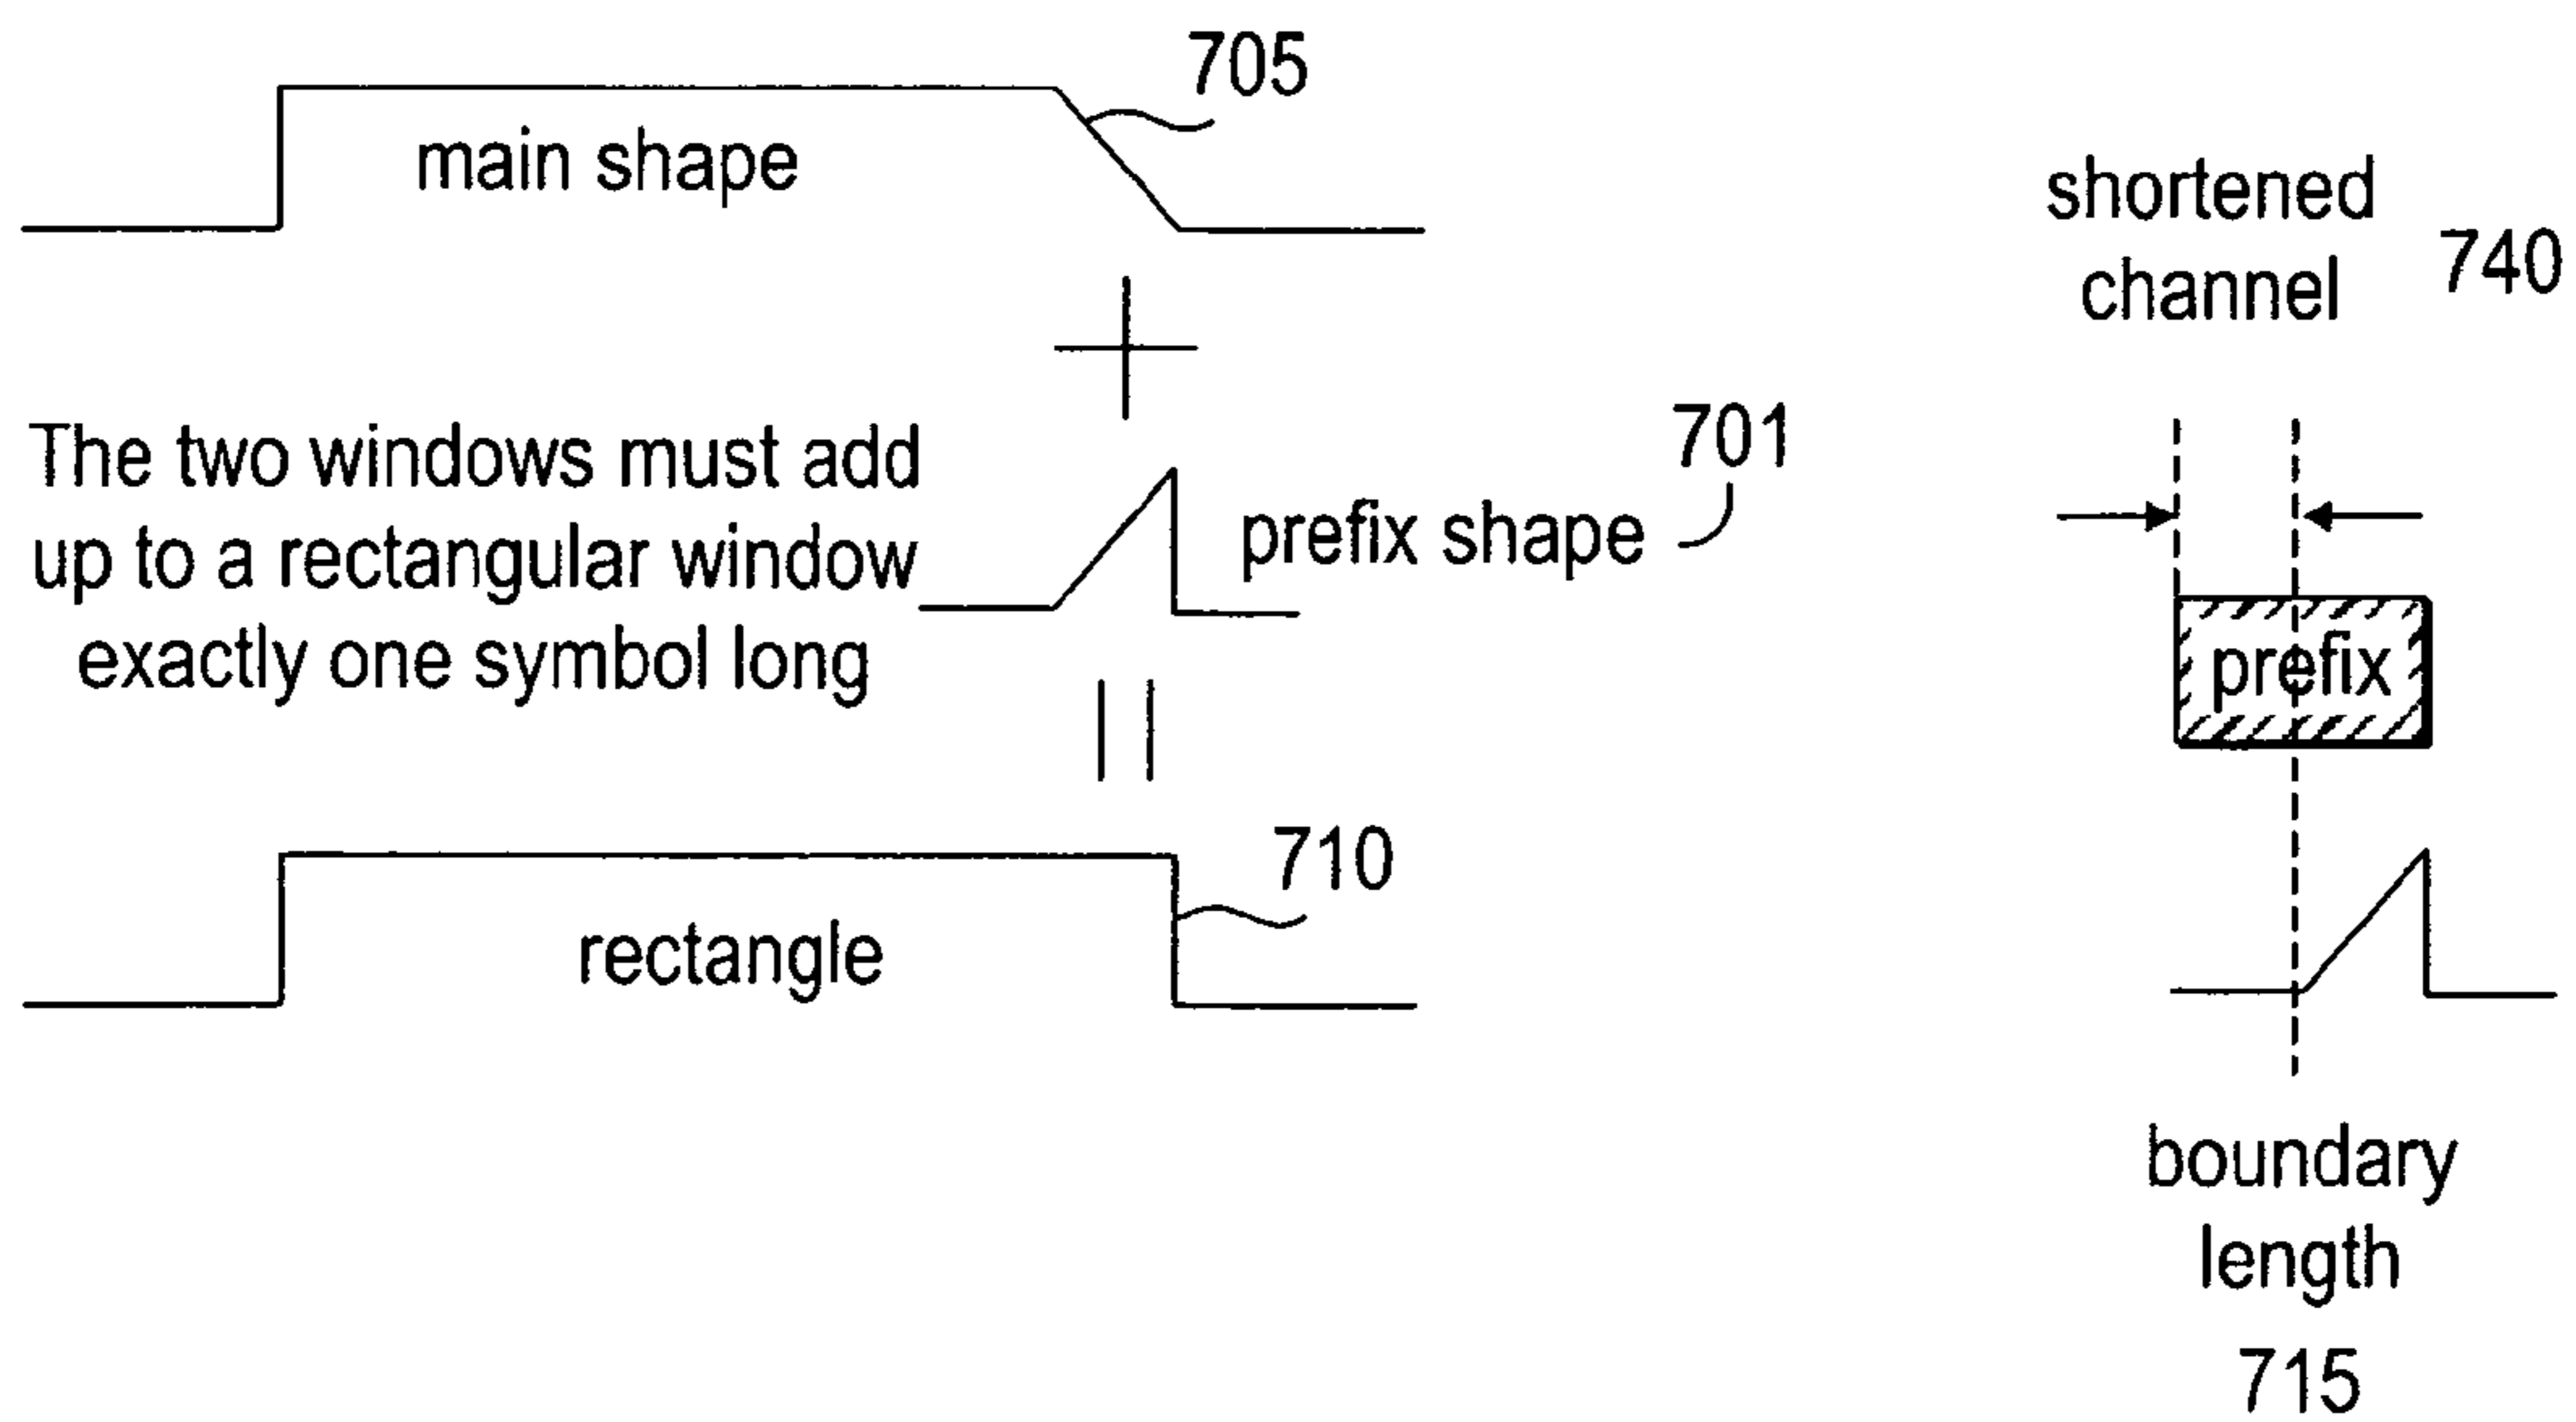 705
main shape
shortened
channel
740
The two windows must add
up to a rectangular window
exactly one symbol long
prefix shape
701
prefix
710
rectangle
boundary
length
715